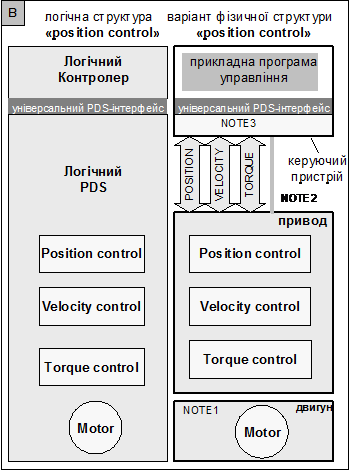 B
логічна структура
«position control»
варіант фізичної структури
«position control»
Логічний
Контролер
універсальний PDS-інтерфейс
Логічний
PDS
Position control
Velocity control
Torque control
Motor
прикладна програма
управління
універсальний PDS-інтерфейс
NOTE3
керуючий
пристрій
POSITION
VELOCITY
TORQUE
NOTE2
привод
Position control
Velocity control
Torque control
NOTE1
двигун
Motor